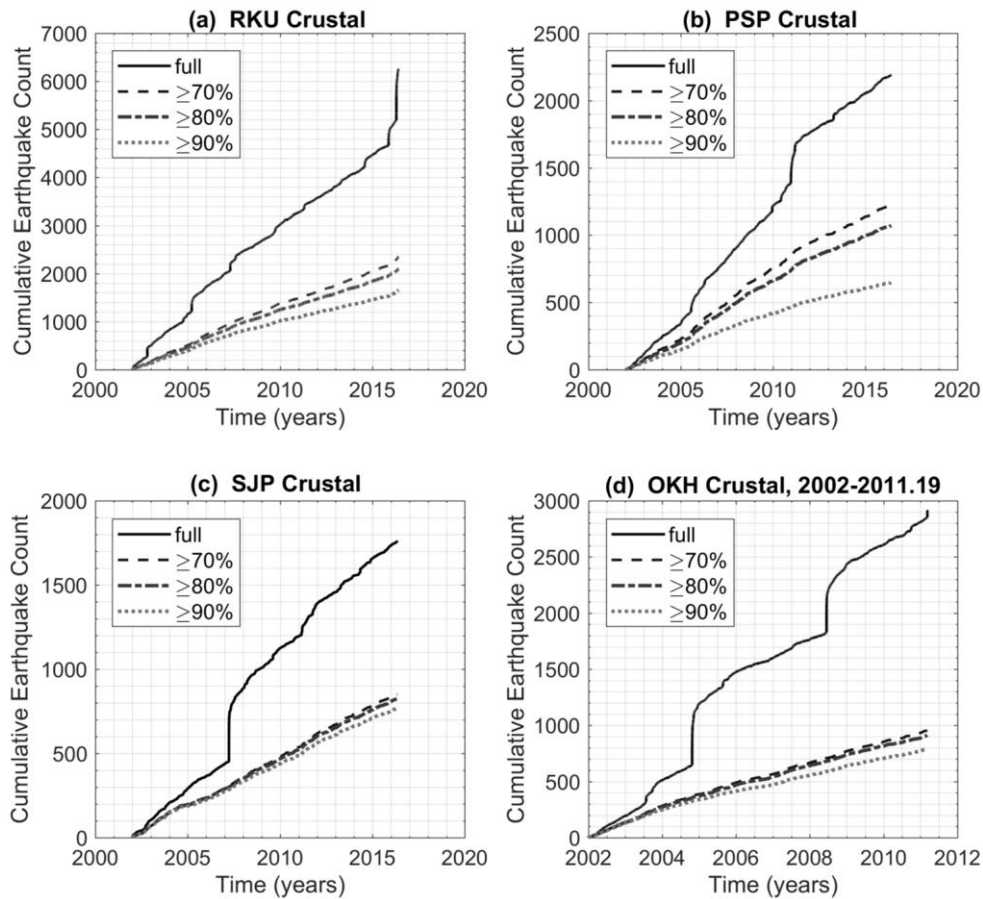 (a) RKU Crustal
7000
6000
5000
4000
3000
2000
1000
0
Cumulative Earthquake Count
full
≥70%
≥80%
≥90%
2000 2005 2010 2015 2020
Time (years)
(b) PSP Crustal
2500
2000
1500
1000
500
0
Cumulative Earthquake Count
full
≥70%
≥80%
≥90%
2000 2005 2010 2015 2020
Time (years)
(c) SJP Crustal
2000
1500
1000
500
0
Cumulative Earthquake Count
full
≥70%
≥80%
≥90%
2000 2005 2010 2015 2020
Time (years)
(d) OKH Crustal, 2002-2011.19
3000
2500
2000
1500
1000
500
0
Cumulative Earthquake Count
full
≥70%
≥80%
≥90%
2002 2004 2006 2008 2010 2012
Time (years)